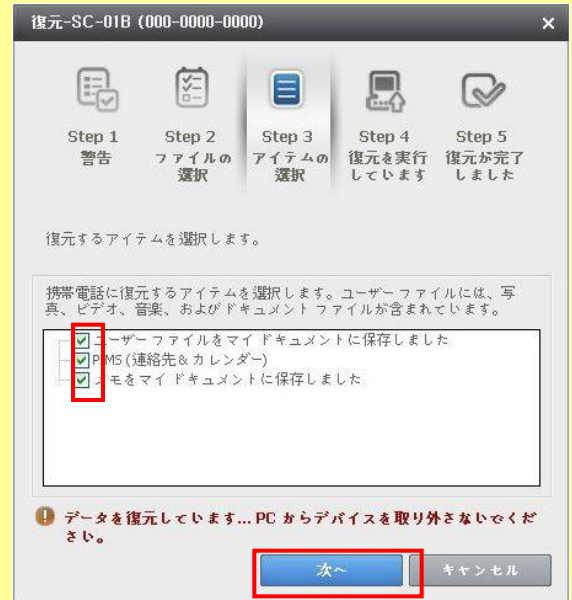 復元-SC-01B (000-0000-0000)
Step 1
警告
Step 2
ファイルの
選択
Step 3
アイテムの
選択
Step 4
復元を実行
しています
Step 5
復元が完了
しました
復元するアイテムを選択します。
携帯電話に復元するアイテムを選択します。ユーザーファイルには、写
真、ビデオ、音楽、およびドキュメント ファイルが含まれています。
ユーザー ファイルをマイ ドキュメントに保存しました
PIMS (連絡先&カレンダー)
メモをマイ ドキュメントに保存しました
データを復元しています... PC からデバイスを取り外さないでくだ
さい。
次へ
キャンセル